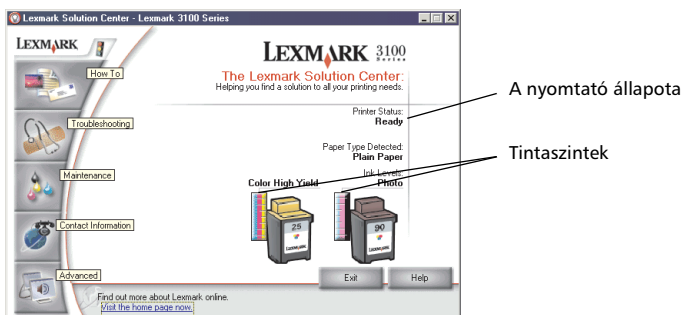 Lexmark Solution Center - Lexmark 3100 Series
LEXMARK
LEXMARK 3100
Series
The Lexmark Solution Center:
Helping you find a solution to all your printing needs.
How To
Troubleshooting
Maintenance
Contact Information
Advanced
Printer Status:
Ready
Paper Type Detected:
Plain Paper
Ink Levels:
Color High Yield
Photo
25
LEXMARK
90
LEXMARK
Exit
Help
Find out more about Lexmark online.
Visit the home page now.
A nyomtató állapota
Tintaszintek